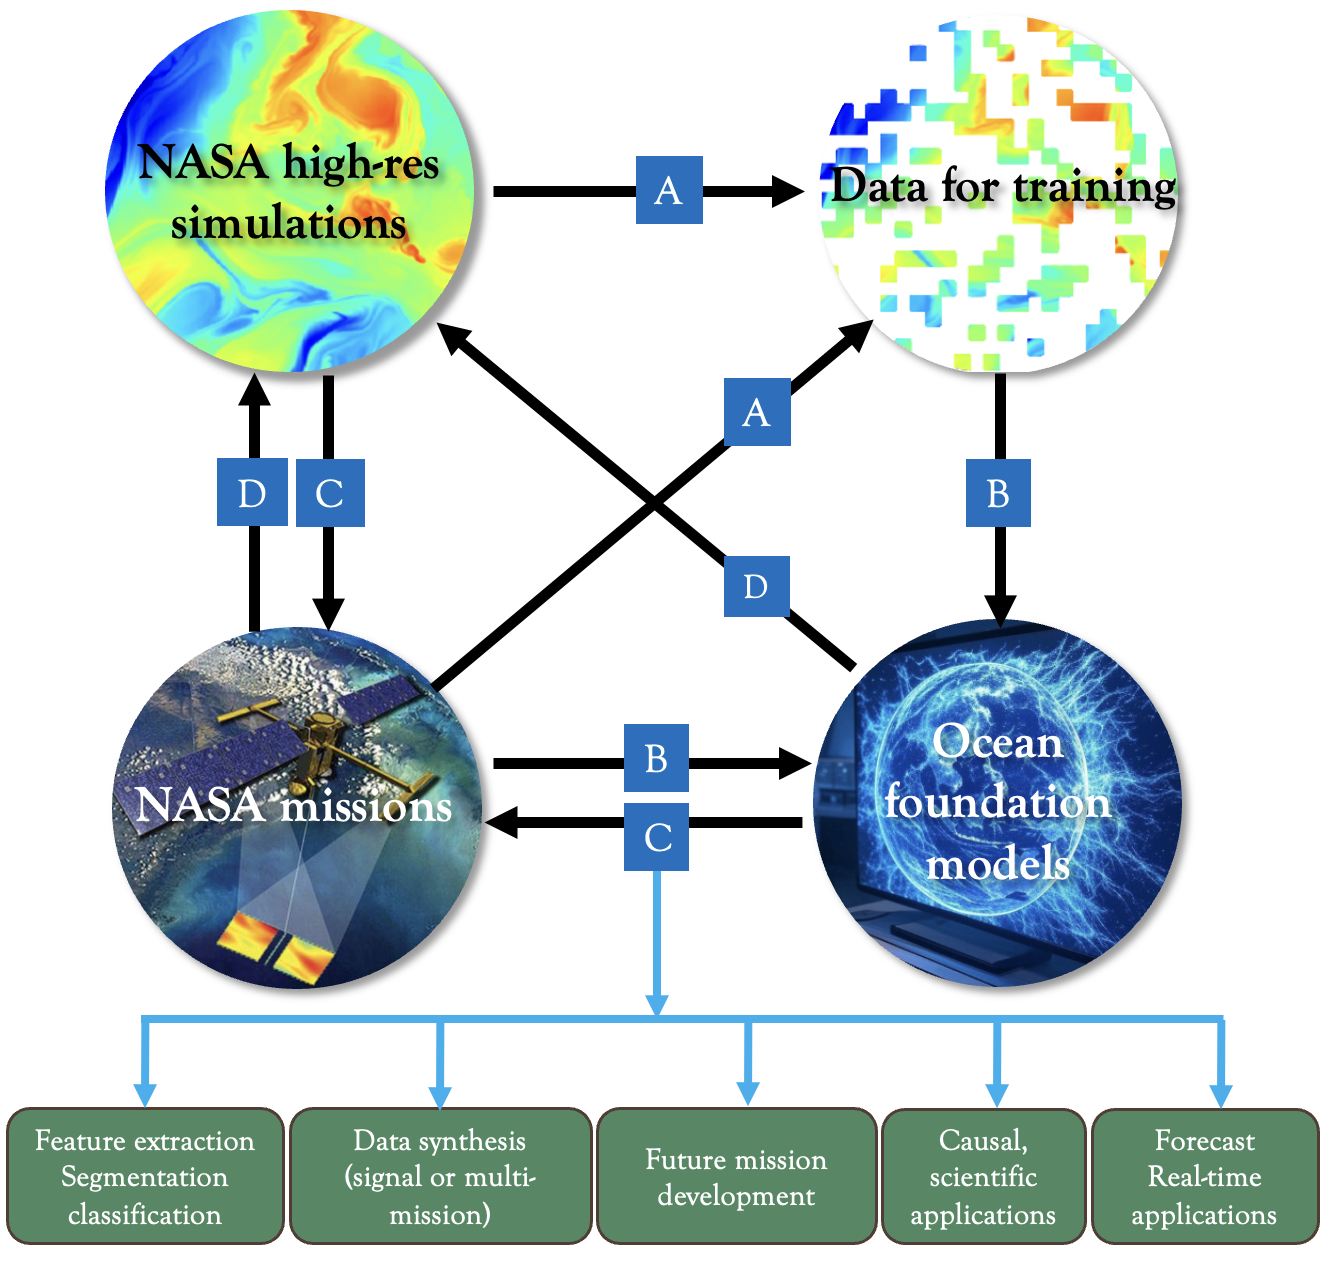 NASA high-res
simulations
A
Data for training
A
D
C
B
D
NASA missions
B
C
Ocean
foundation
models
Feature extraction
Segmentation
classification
Data synthesis
(signal or multi-
mission)
Future mission
development
Causal,
scientific
applications
Forecast
Real-time
applications